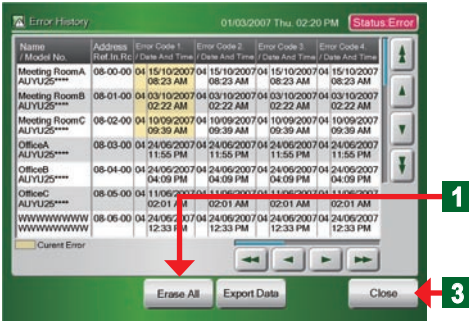 Error History 01/03/2007 Thu. 02:20 PM Status:Error
Name Address Error Code 1. Error Code 2. Error Code 3. Error Code 4.
/ Model No. Ref.In.Rc / Date And Time / Date And Time / Date And Time / Date And Time
Meeting RoomA 08-00-00 04 15/10/2007 04 15/10/2007 04 15/10/2007 04 15/10/2007
AUYU25**** 08:23 AM 08:23 AM 08:23 AM 08:23 AM
Meeting RoomB 08-01-00 04 03/10/2007 04 03/10/2007 04 03/10/2007 04 03/10/2007
AUYU25**** 02:22 AM 02:22 AM 02:22 AM 02:22 AM
Meeting RoomC 08-02-00 04 10/09/2007 04 10/09/2007 04 10/09/2007 04 10/09/2007
AUYU25**** 09:39 AM 09:39 AM 09:39 AM 09:39 AM
OfficeA 08-03-00 04 24/06/2007 04 24/06/2007 04 24/06/2007 04 24/06/2007
AUYU25**** 11:55 PM 11:55 PM 11:55 PM 11:55 PM
OfficeB 08-04-00 04 24/06/2007 04 24/06/2007 04 24/06/2007 04 24/06/2007
AUYU25**** 04:09 PM 04:09 PM 04:09 PM 04:09 PM
OfficeC 08-05-00 04 11/06/2007 04 11/06/2007 04 11/06/2007 04 11/06/2007
AUYU25**** 02:01 AM 02:01 AM 02:01 AM 02:01 AM
WWWWWWWWWW 08-06-00 04 24/06/2007 04 24/06/2007 04 24/06/2007 04 24/06/2007
WWWWWWWWWW 12:33 PM 12:33 PM 12:33 PM 12:33 PM
Curent Error
1
Erase All Export Data Close
3